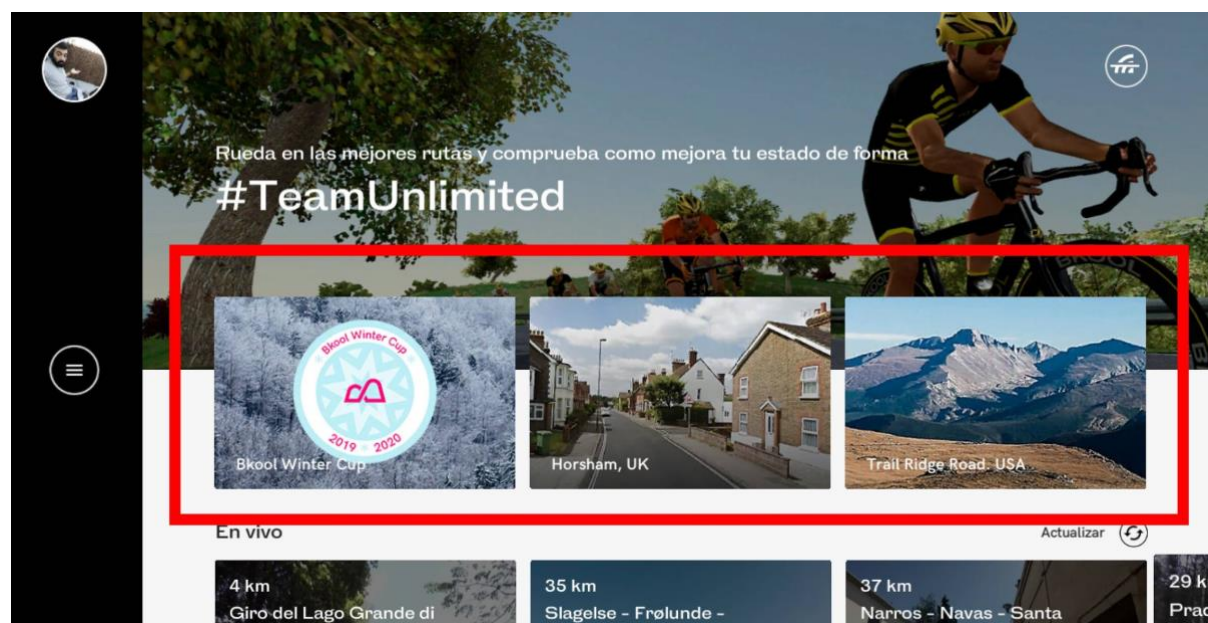 Rueda en las mejores rutas y comprueba como mejora tu estado de forma
#TeamUnlimited
Bkool Winter Cup
2019 2020
Bkool Winter Cup
Horsham, UK
Trail Ridge Road. USA
En vivo
Actualizar
4 km
Giro del Lago Grande di
35 km
Slagelse - Frølunde -
37 km
Narros - Navas - Santa
29 k
Prad